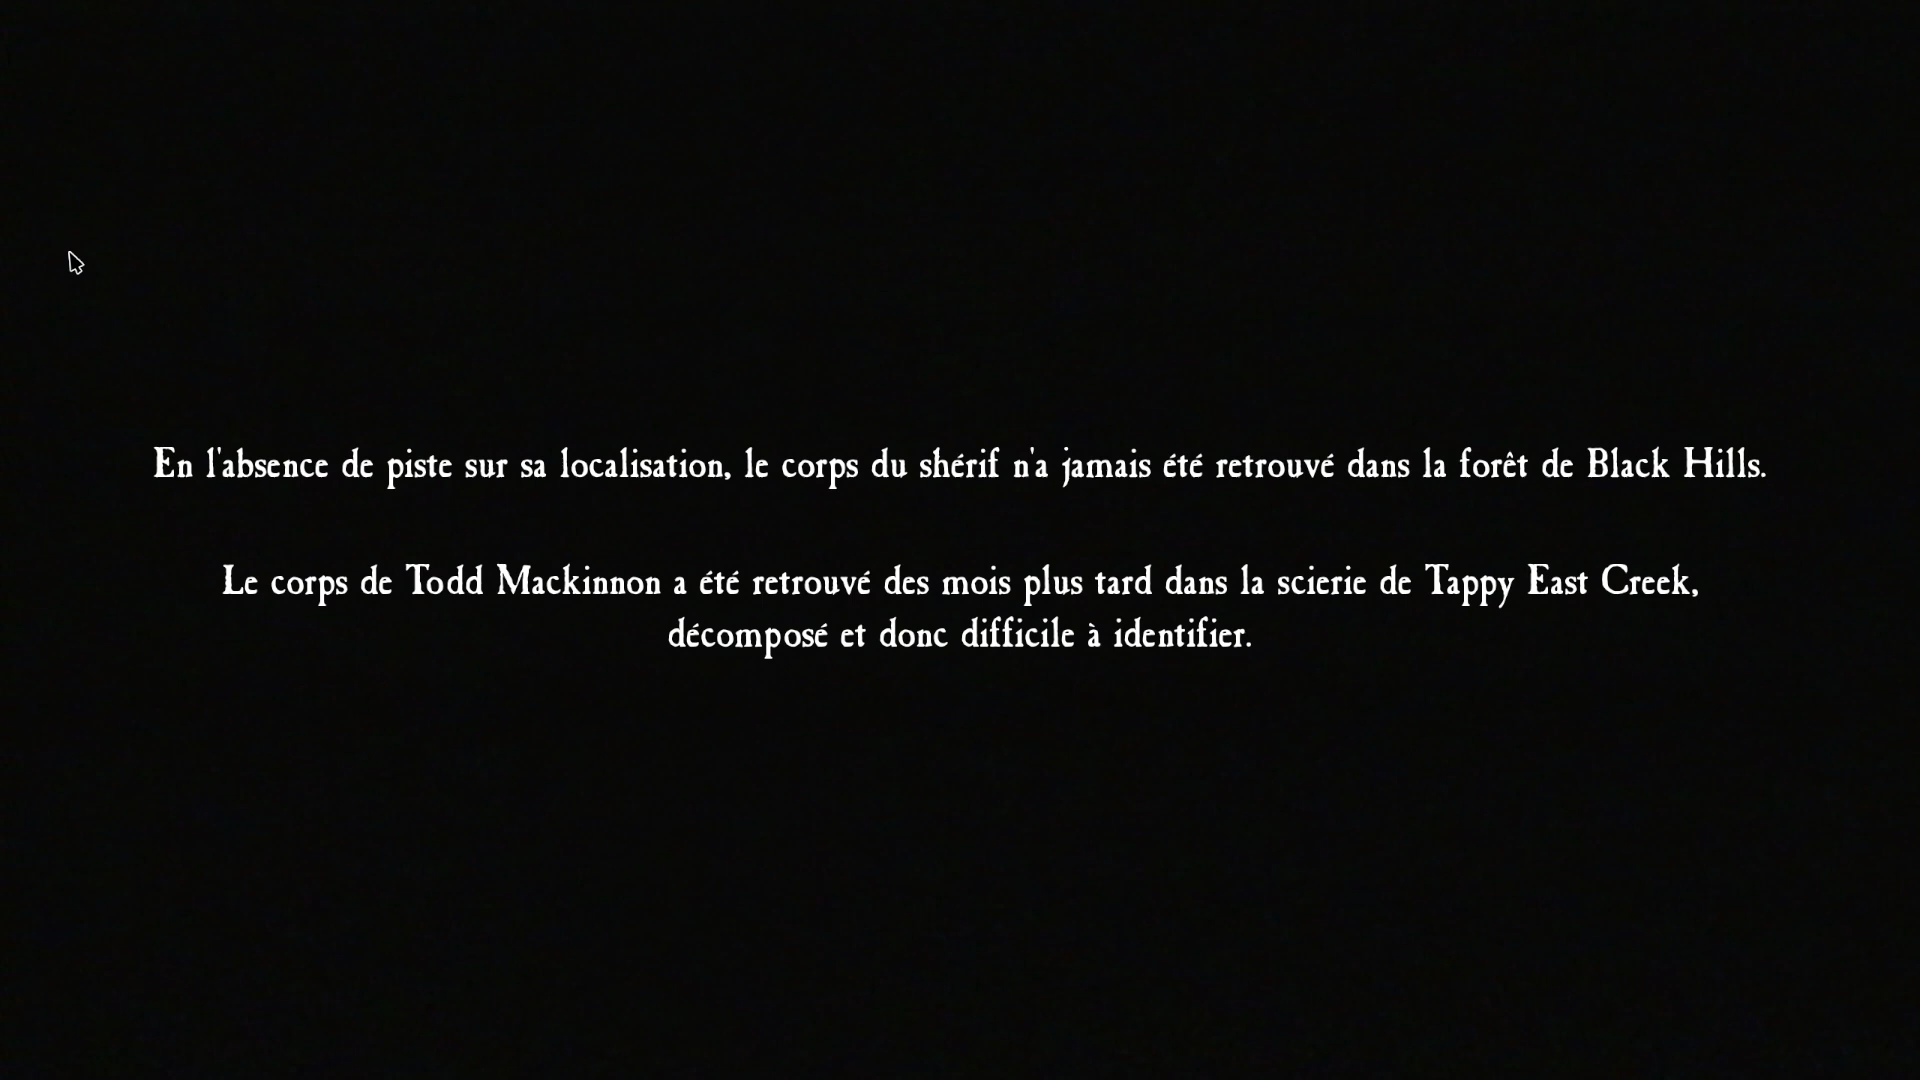 En l'absence de piste sur sa localisation, le corps du shérif n'a jamais été retrouvé dans la forêt de Black Hills.
Le corps de Todd Mackinnon a été retrouvé des mois plus tard dans la scierie de Tappy East Creek,
décomposé et donc difficile à identifier.